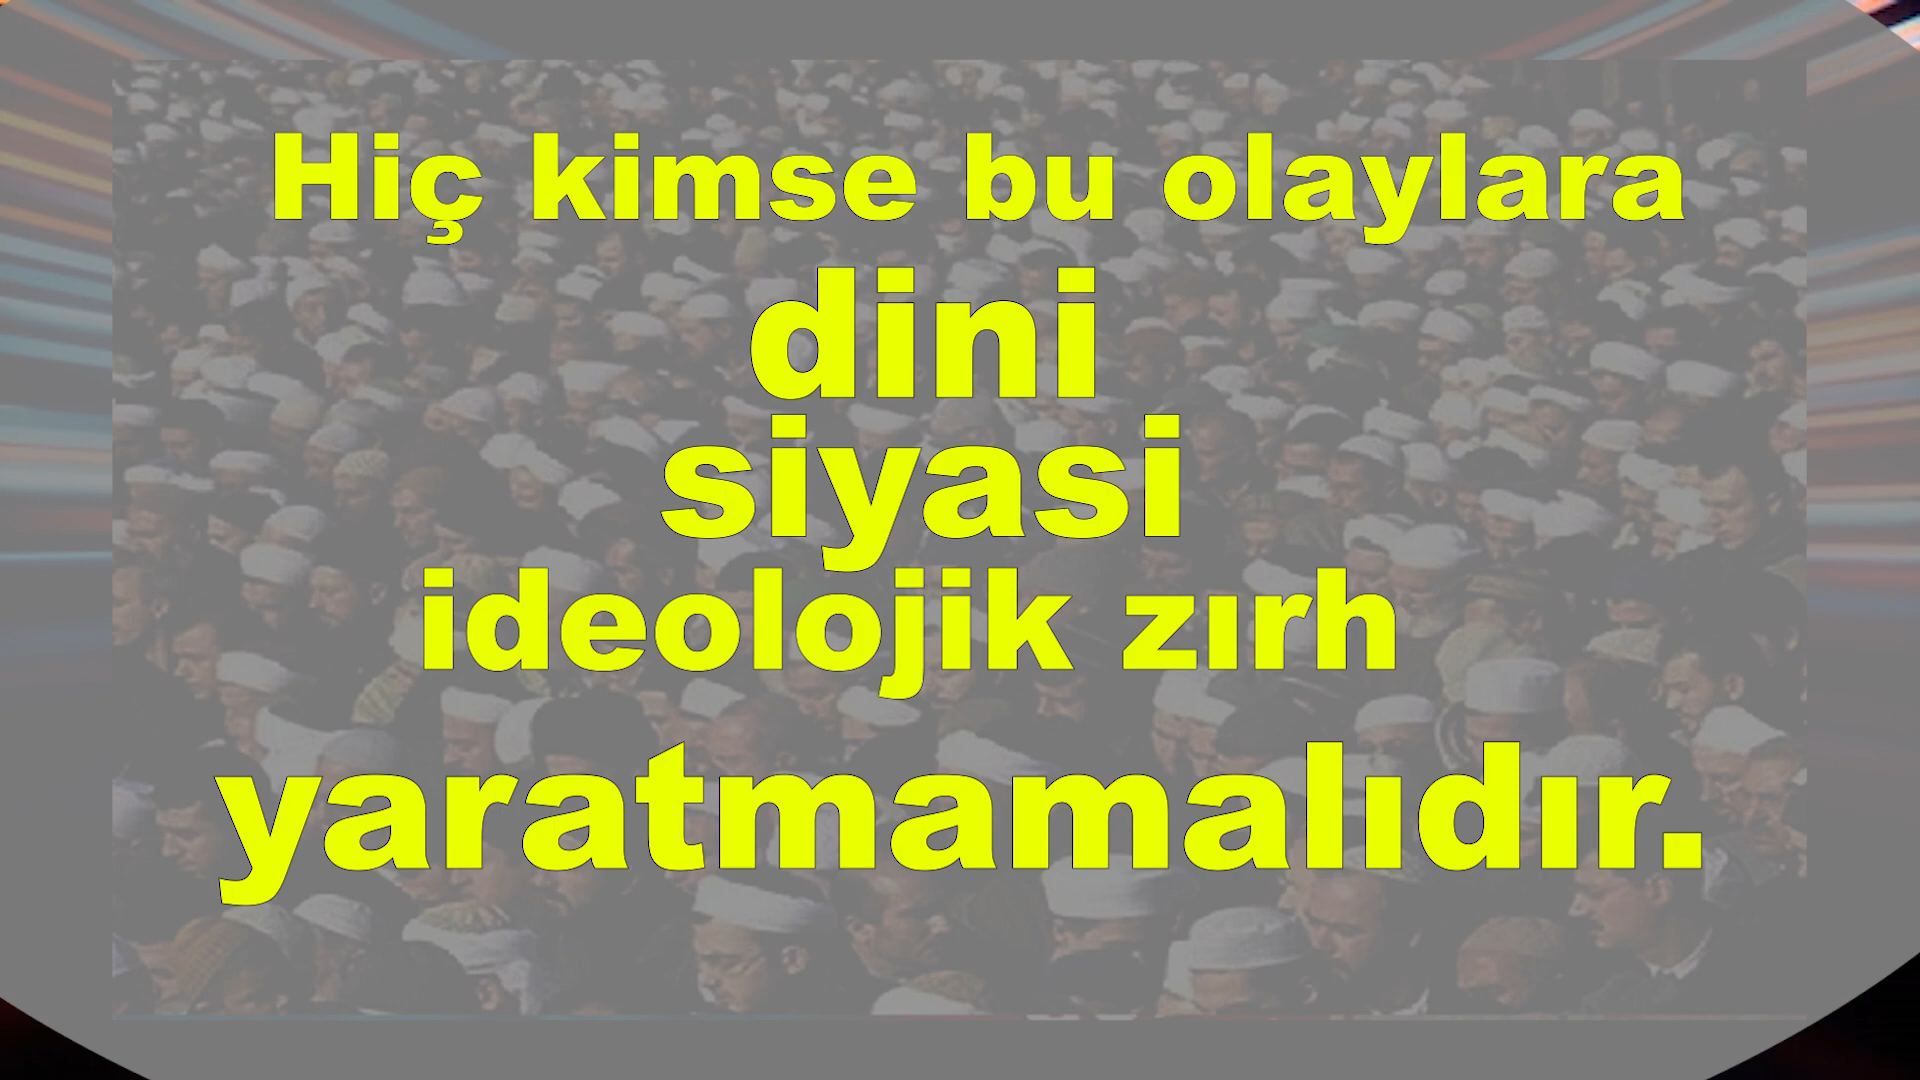 Hiç kimse bu olaylara
dini
siyasi
ideolojik zırh
yaratmamalıdır.